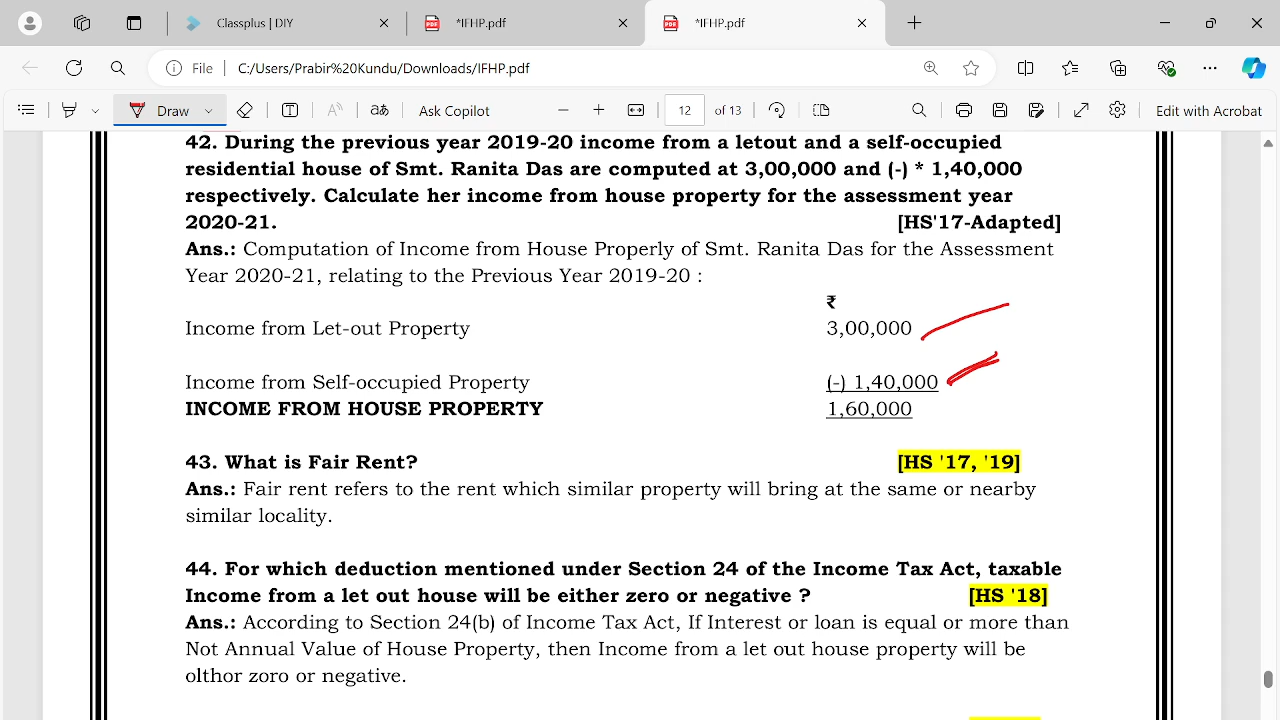 Classplus | DIY
*IFHP.pdf
*IFHP.pdf
File
C:/Users/Prabir%20Kundu/Downloads/IFHP.pdf
Draw
Ask Copilot
12
of 13
Edit with Acrobat
42. During the previous year 2019-20 income from a letout and a self-occupied
residential house of Smt. Ranita Das are computed at 3,00,000 and (-) * 1,40,000
respectively. Calculate her income from house property for the assessment year
2020-21. [HS'17-Adapted]
Ans.: Computation of Income from House Properly of Smt. Ranita Das for the Assessment
Year 2020-21, relating to the Previous Year 2019-20 :
₹
Income from Let-out Property 3,00,000
Income from Self-occupied Property (-) 1,40,000
INCOME FROM HOUSE PROPERTY 1,60,000
43. What is Fair Rent? [HS '17, '19]
Ans.: Fair rent refers to the rent which similar property will bring at the same or nearby
similar locality.
44. For which deduction mentioned under Section 24 of the Income Tax Act, taxable
Income from a let out house will be either zero or negative ? [HS '18]
Ans.: According to Section 24(b) of Income Tax Act, If Interest or loan is equal or more than
Not Annual Value of House Property, then Income from a let out house property will be
olthor zoro or negative.